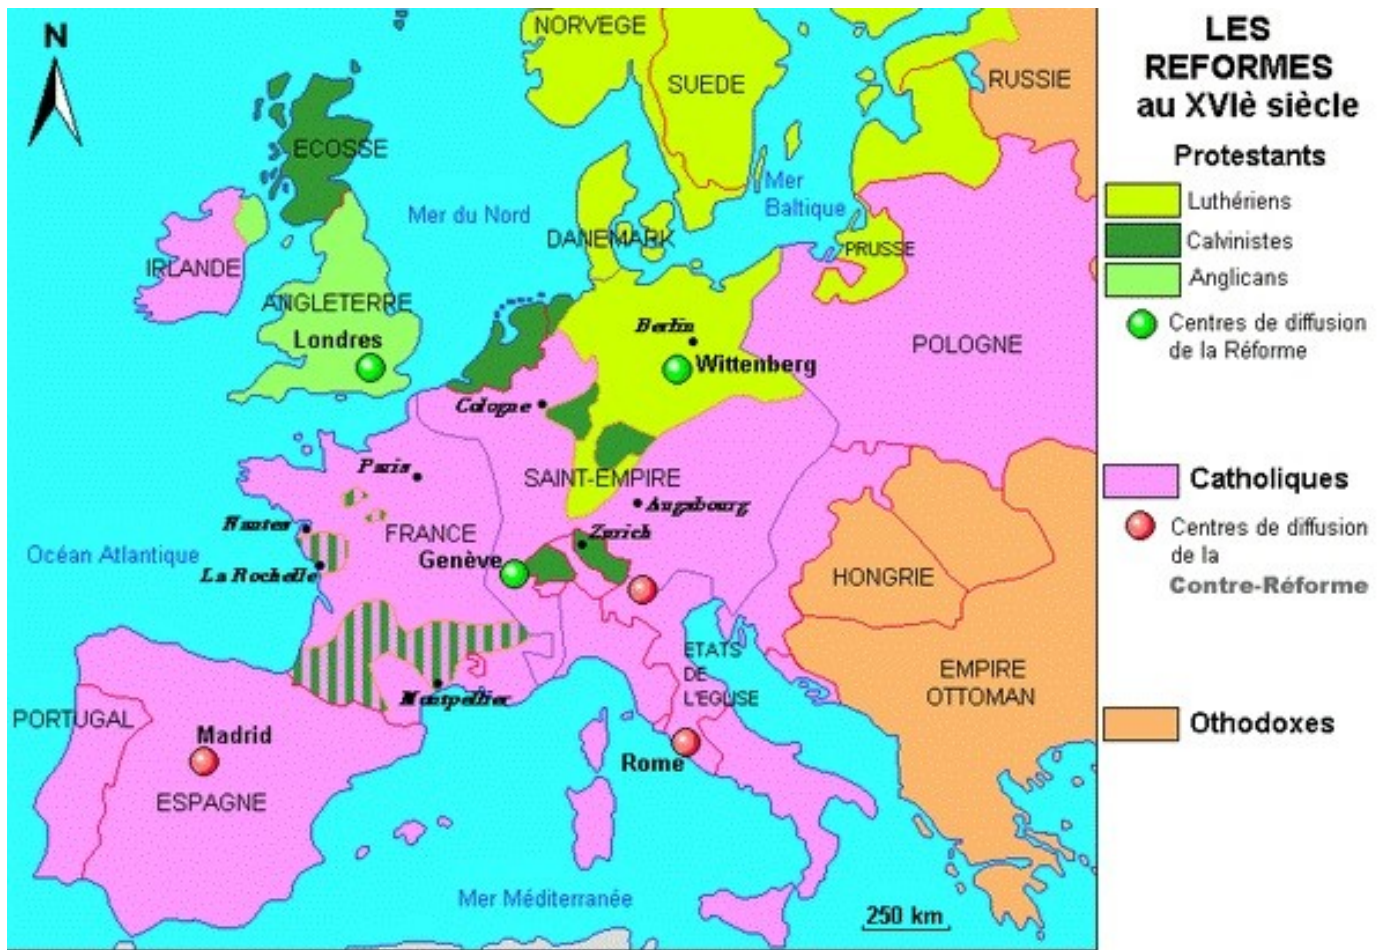 N
NORVEGE
SUEDE
RUSSIE
ECOSSE
Mer du Nord
Mer
Baltique
DANEMARK
PRUSSE
IRLANDE
ANGLETERRE
Londres
Berlin
Wittenberg
POLOGNE
Cologne
Paris
SAINT-EMPIRE
Augsbourg
Nantes
FRANCE
Zurich
Océan Atlantique
Genève
La Rochelle
HONGRIE
ETATS
DE
L'EGLISE
EMPIRE
OTTOMAN
Montpellier
PORTUGAL
Madrid
Rome
ESPAGNE
Mer Méditerranée
250 km
LES
REFORMES
au XVIè siècle
Protestants
Luthériens
Calvinistes
Anglicans
Centres de diffusion
de la Réforme
Catholiques
Centres de diffusion
de la
Contre-Réforme
Othodoxes